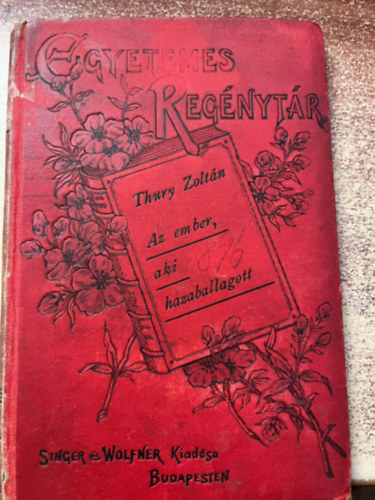 EGYETEMES
REGÉNYTÁR
Thury Zoltán
Az ember,
aki
hazaballagott
SINGER és WOLFNER Kiadása
BUDAPESTEN